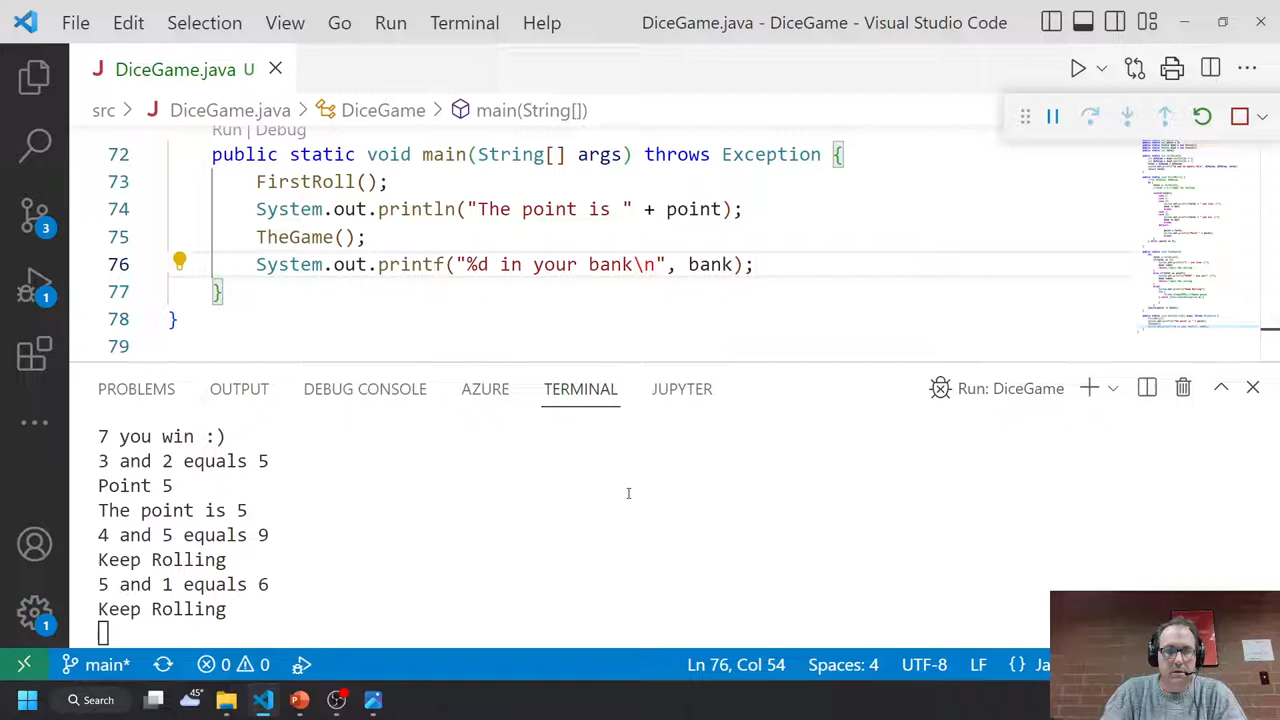 File Edit Selection View Go Run Terminal Help DiceGame.java - DiceGame - Visual Studio Code
J DiceGame.java U
src > J DiceGame.java > DiceGame > main(String[])
Run | Debug
72 public static void main(String[] args) throws Exception {
73 FirstRoll();
74 System.out.println("The point is " + point);
75 TheGame();
76 System.out.printf("%d in your bank\n", bank);
77 }
78 }
79
PROBLEMS OUTPUT DEBUG CONSOLE AZURE TERMINAL JUPYTER Run: DiceGame
7 you win :)
3 and 2 equals 5
Point 5
The point is 5
4 and 5 equals 9
Keep Rolling
5 and 1 equals 6
Keep Rolling
3
1
1
main* 0 0 Ln 76, Col 54 Spaces: 4 UTF-8 LF {} Ja
Search 45°